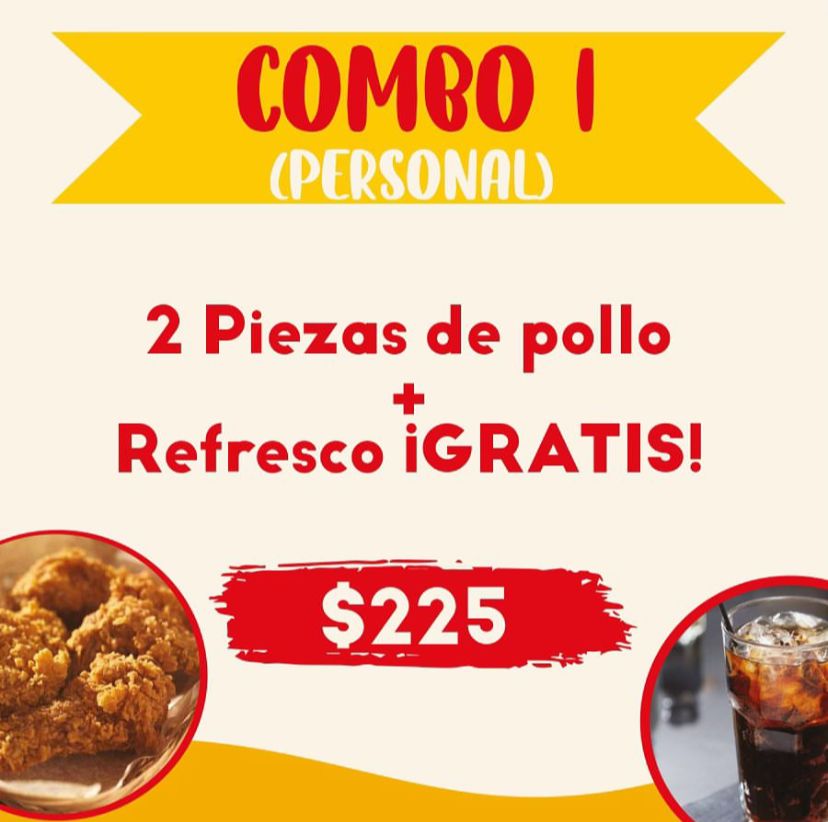 COMBO 1
(PERSONAL)
2 Piezas de pollo
+
Refresco ¡GRATIS!
$225